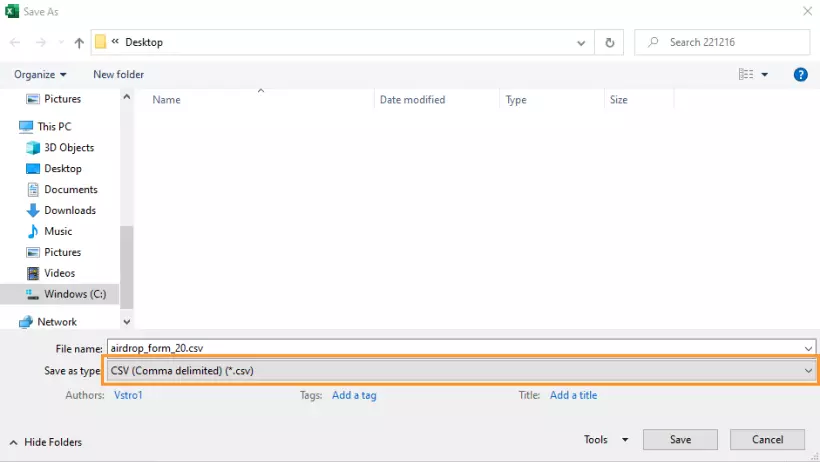 Save As
« Desktop
Search 221216
Organize
New folder
?
Name
Date modified
Type
Size
Pictures
This PC
3D Objects
Desktop
Documents
Downloads
Music
Pictures
Videos
Windows (C:)
Network
File name: airdrop_form_20.csv
Save as type: CSV (Comma delimited) (*.csv)
Authors: Vstro1
Tags: Add a tag
Title: Add a title
Hide Folders
Tools
Save
Cancel